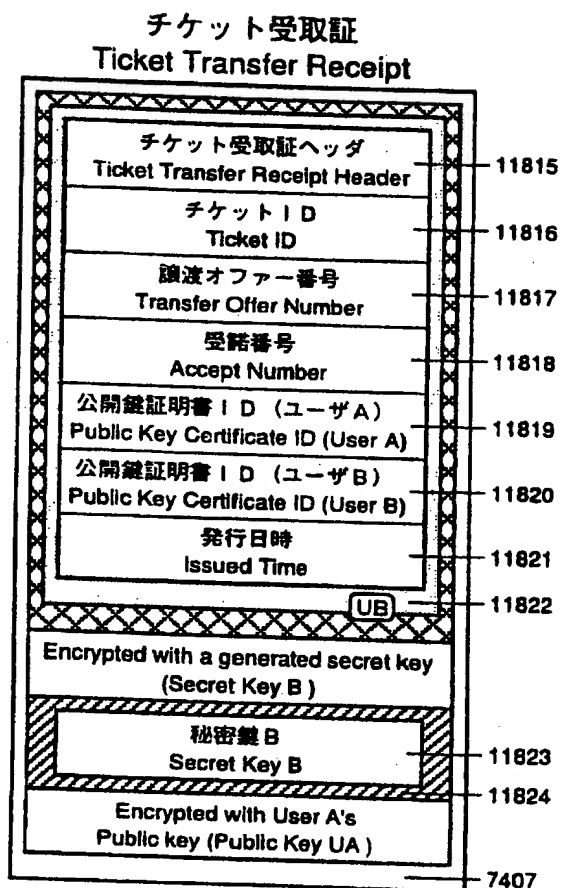 チケット受取証
Ticket Transfer Receipt
チケット受取証ヘッダ
Ticket Transfer Receipt Header
11815
チケットID
Ticket ID
11816
譲渡オファー番号
Transfer Offer Number
11817
受諾番号
Accept Number
11818
公開鍵証明書ID（ユーザA）
Public Key Certificate ID (User A)
11819
公開鍵証明書ID（ユーザB）
Public Key Certificate ID (User B)
11820
発行日時
Issued Time
11821
UB
11822
Encrypted with a generated secret key
(Secret Key B )
秘密鍵B
Secret Key B
11823
11824
Encrypted with User A's
Public key (Public Key UA )
7407